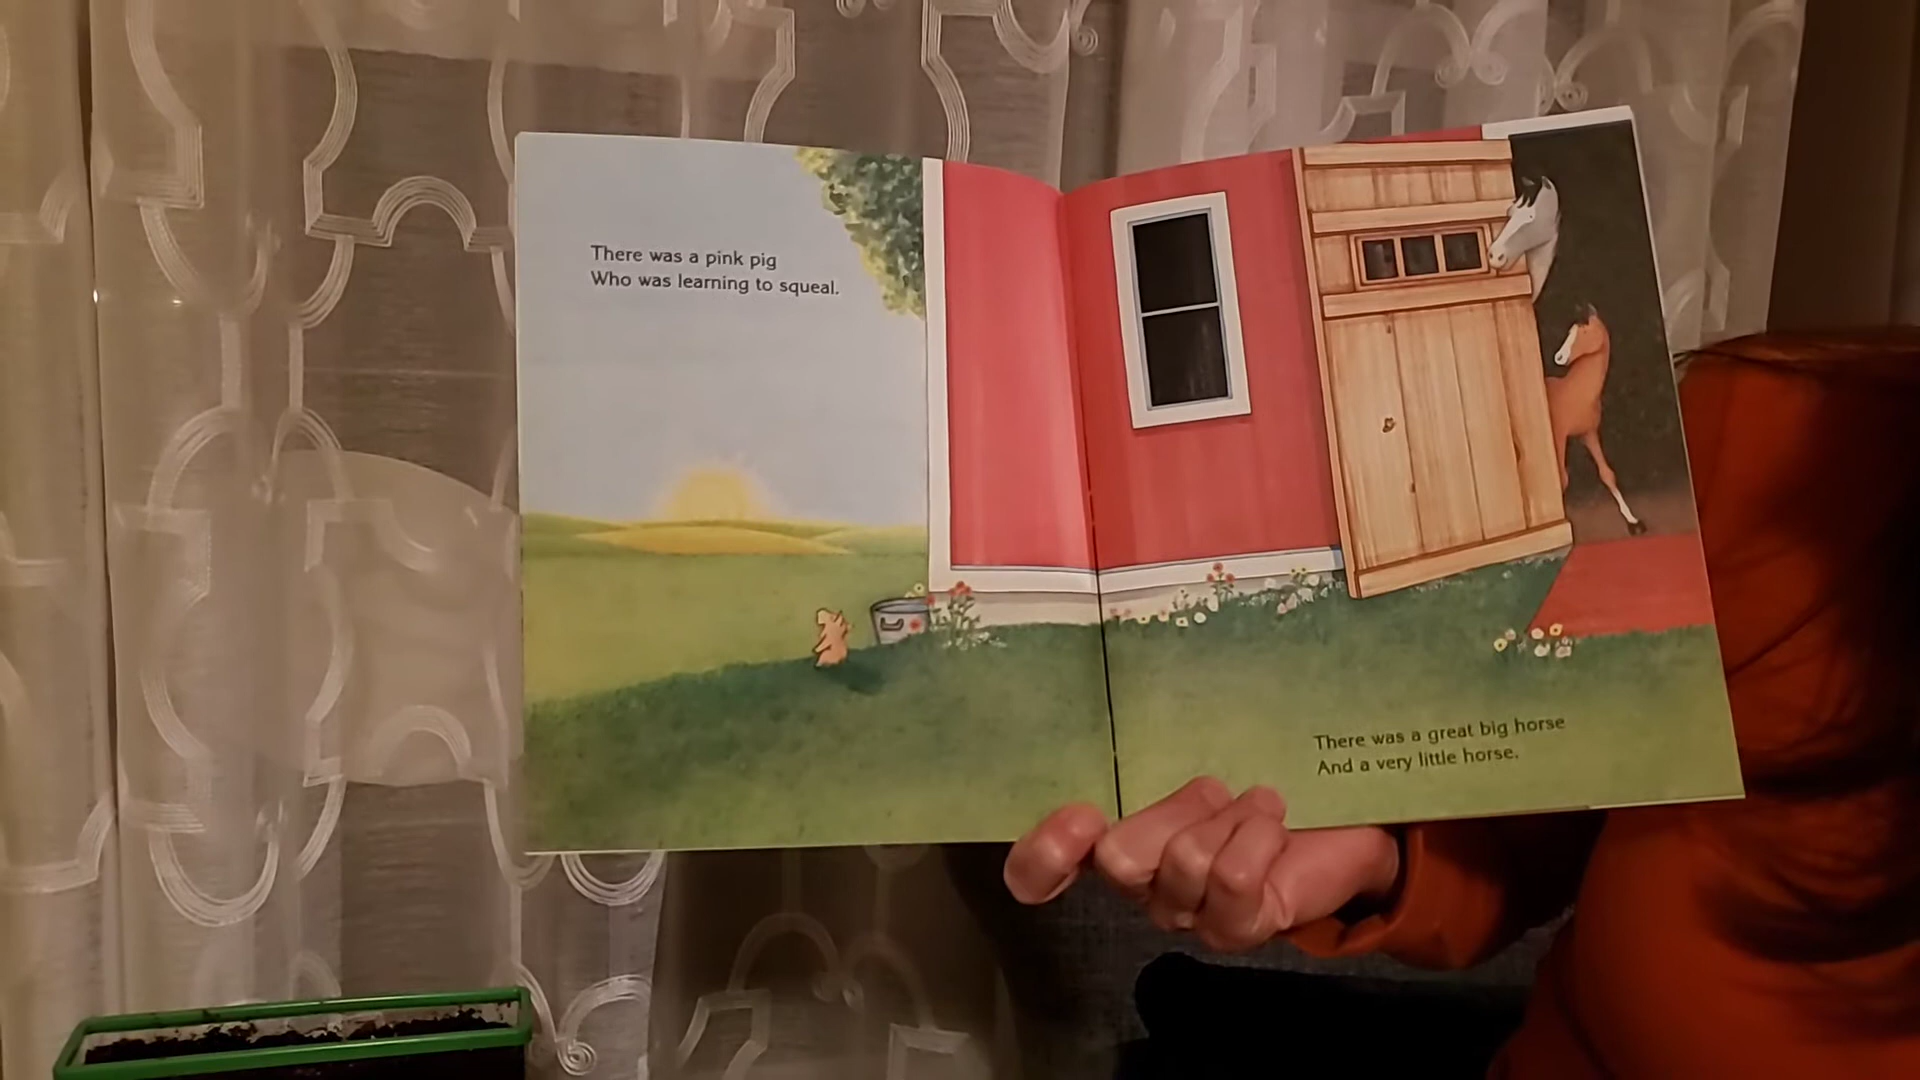 There was a pink pig
Who was learning to squeal.
There was a great big horse
And a very little horse.